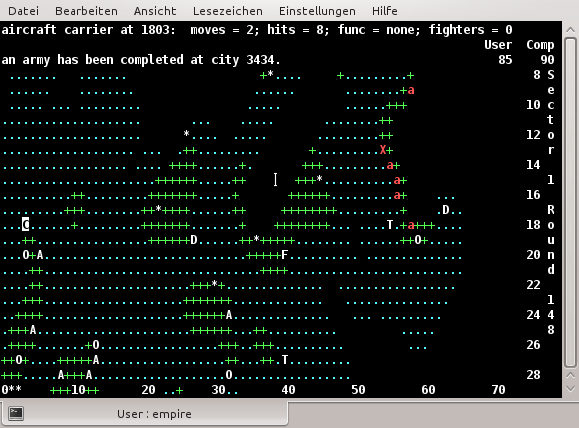 Datei Bearbeiten Ansicht Lesezeichen Einstellungen Hilfe
aircraft carrier at 1803: moves = 2; hits = 8; func = none; fighters = 0
User Comp
an army has been completed at city 3434. 85 90
* 8 S
a e
10 c
t
* 12 o
X r
a 14
* a l
a 16
* D R
C T a 18 o
D * O u
O A F 20 n
d
* 22
1
A 24 4
A 8
O 26
O A T
A A O 28
0** 10 20 30 40 50 60 70
User : empire